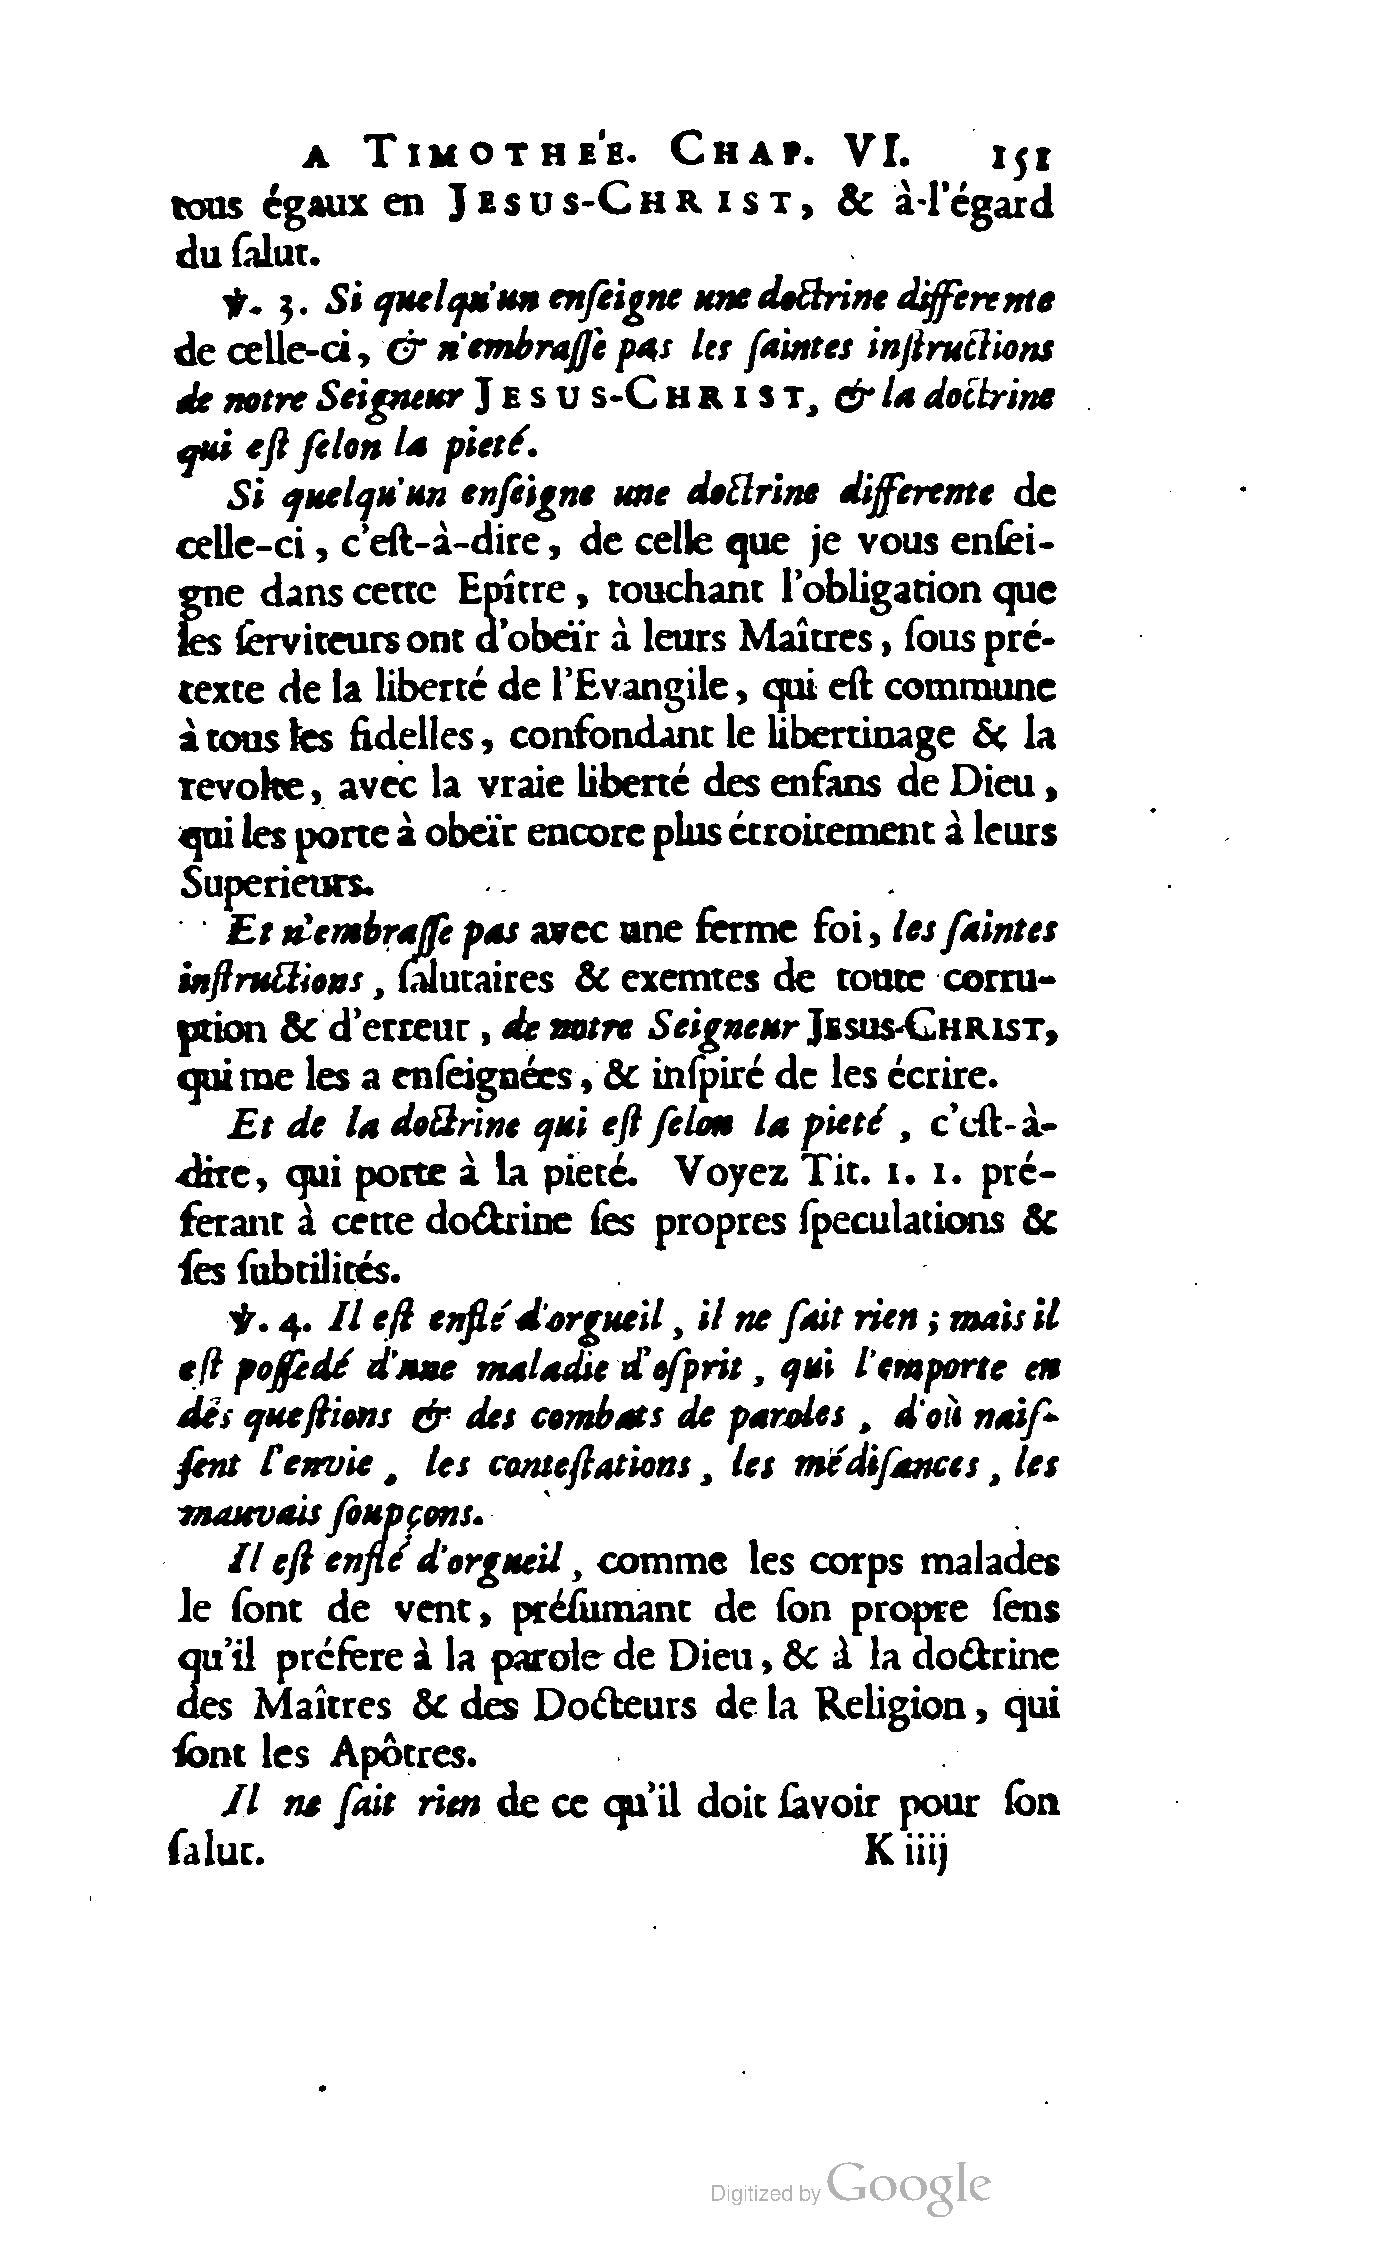 A TIMOTHE'E. CHAP. VI. 151
tous égaux en JESUS-CHRIST, & à-l'égard
du ſalut.
℣. 3. Si quelqu'un enſeigne une doctrine differente
de celle-ci, & n'embraſſe pas les ſaintes inſtructions
de notre Seigneur JESUS-CHRIST, & la doctrine
qui eſt ſelon la pieté.
Si quelqu'un enſeigne une doctrine differente de
celle-ci, c'eſt-à-dire, de celle que je vous enſei-
gne dans cette Epître, touchant l'obligation que
les ſerviteurs ont d'obeïr à leurs Maîtres, ſous pré-
texte de la liberté de l'Evangile, qui eſt commune
à tous les fidelles, confondant le libertinage & la
revolte, avec la vraie liberté des enfans de Dieu,
qui les porte à obeïr encore plus étroitement à leurs
Superieurs.
Et n'embraſſe pas avec une ferme foi, les ſaintes
inſtructions, ſalutaires & exemtes de toute corru-
ption & d'erreur, de notre Seigneur JESUS-CHRIST,
qui me les a enſeignées, & inſpiré de les écrire.
Et de la doctrine qui eſt ſelon la pieté, c'eſt-à-
dire, qui porte à la pieté. Voyez Tit. 1. 1. pré-
ferant à cette doctrine ſes propres ſpeculations &
ſes ſubtilités.
℣. 4. Il eſt enflé d'orgueil, il ne ſait rien ; mais il
eſt poſſedé d'une maladie d'eſprit, qui l'emporte en
des queſtions & des combats de paroles, d'où naiſ-
ſent l'envie, les conteſtations, les médiſances, les
mauvais ſoupçons.
Il eſt enflé d'orgueil, comme les corps malades
le ſont de vent, préſumant de ſon propre ſens
qu'il préfere à la parole de Dieu, & à la doctrine
des Maîtres & des Docteurs de la Religion, qui
ſont les Apôtres.
Il ne ſait rien de ce qu'il doit ſavoir pour ſon
ſalut. K iiij
Digitized by Google